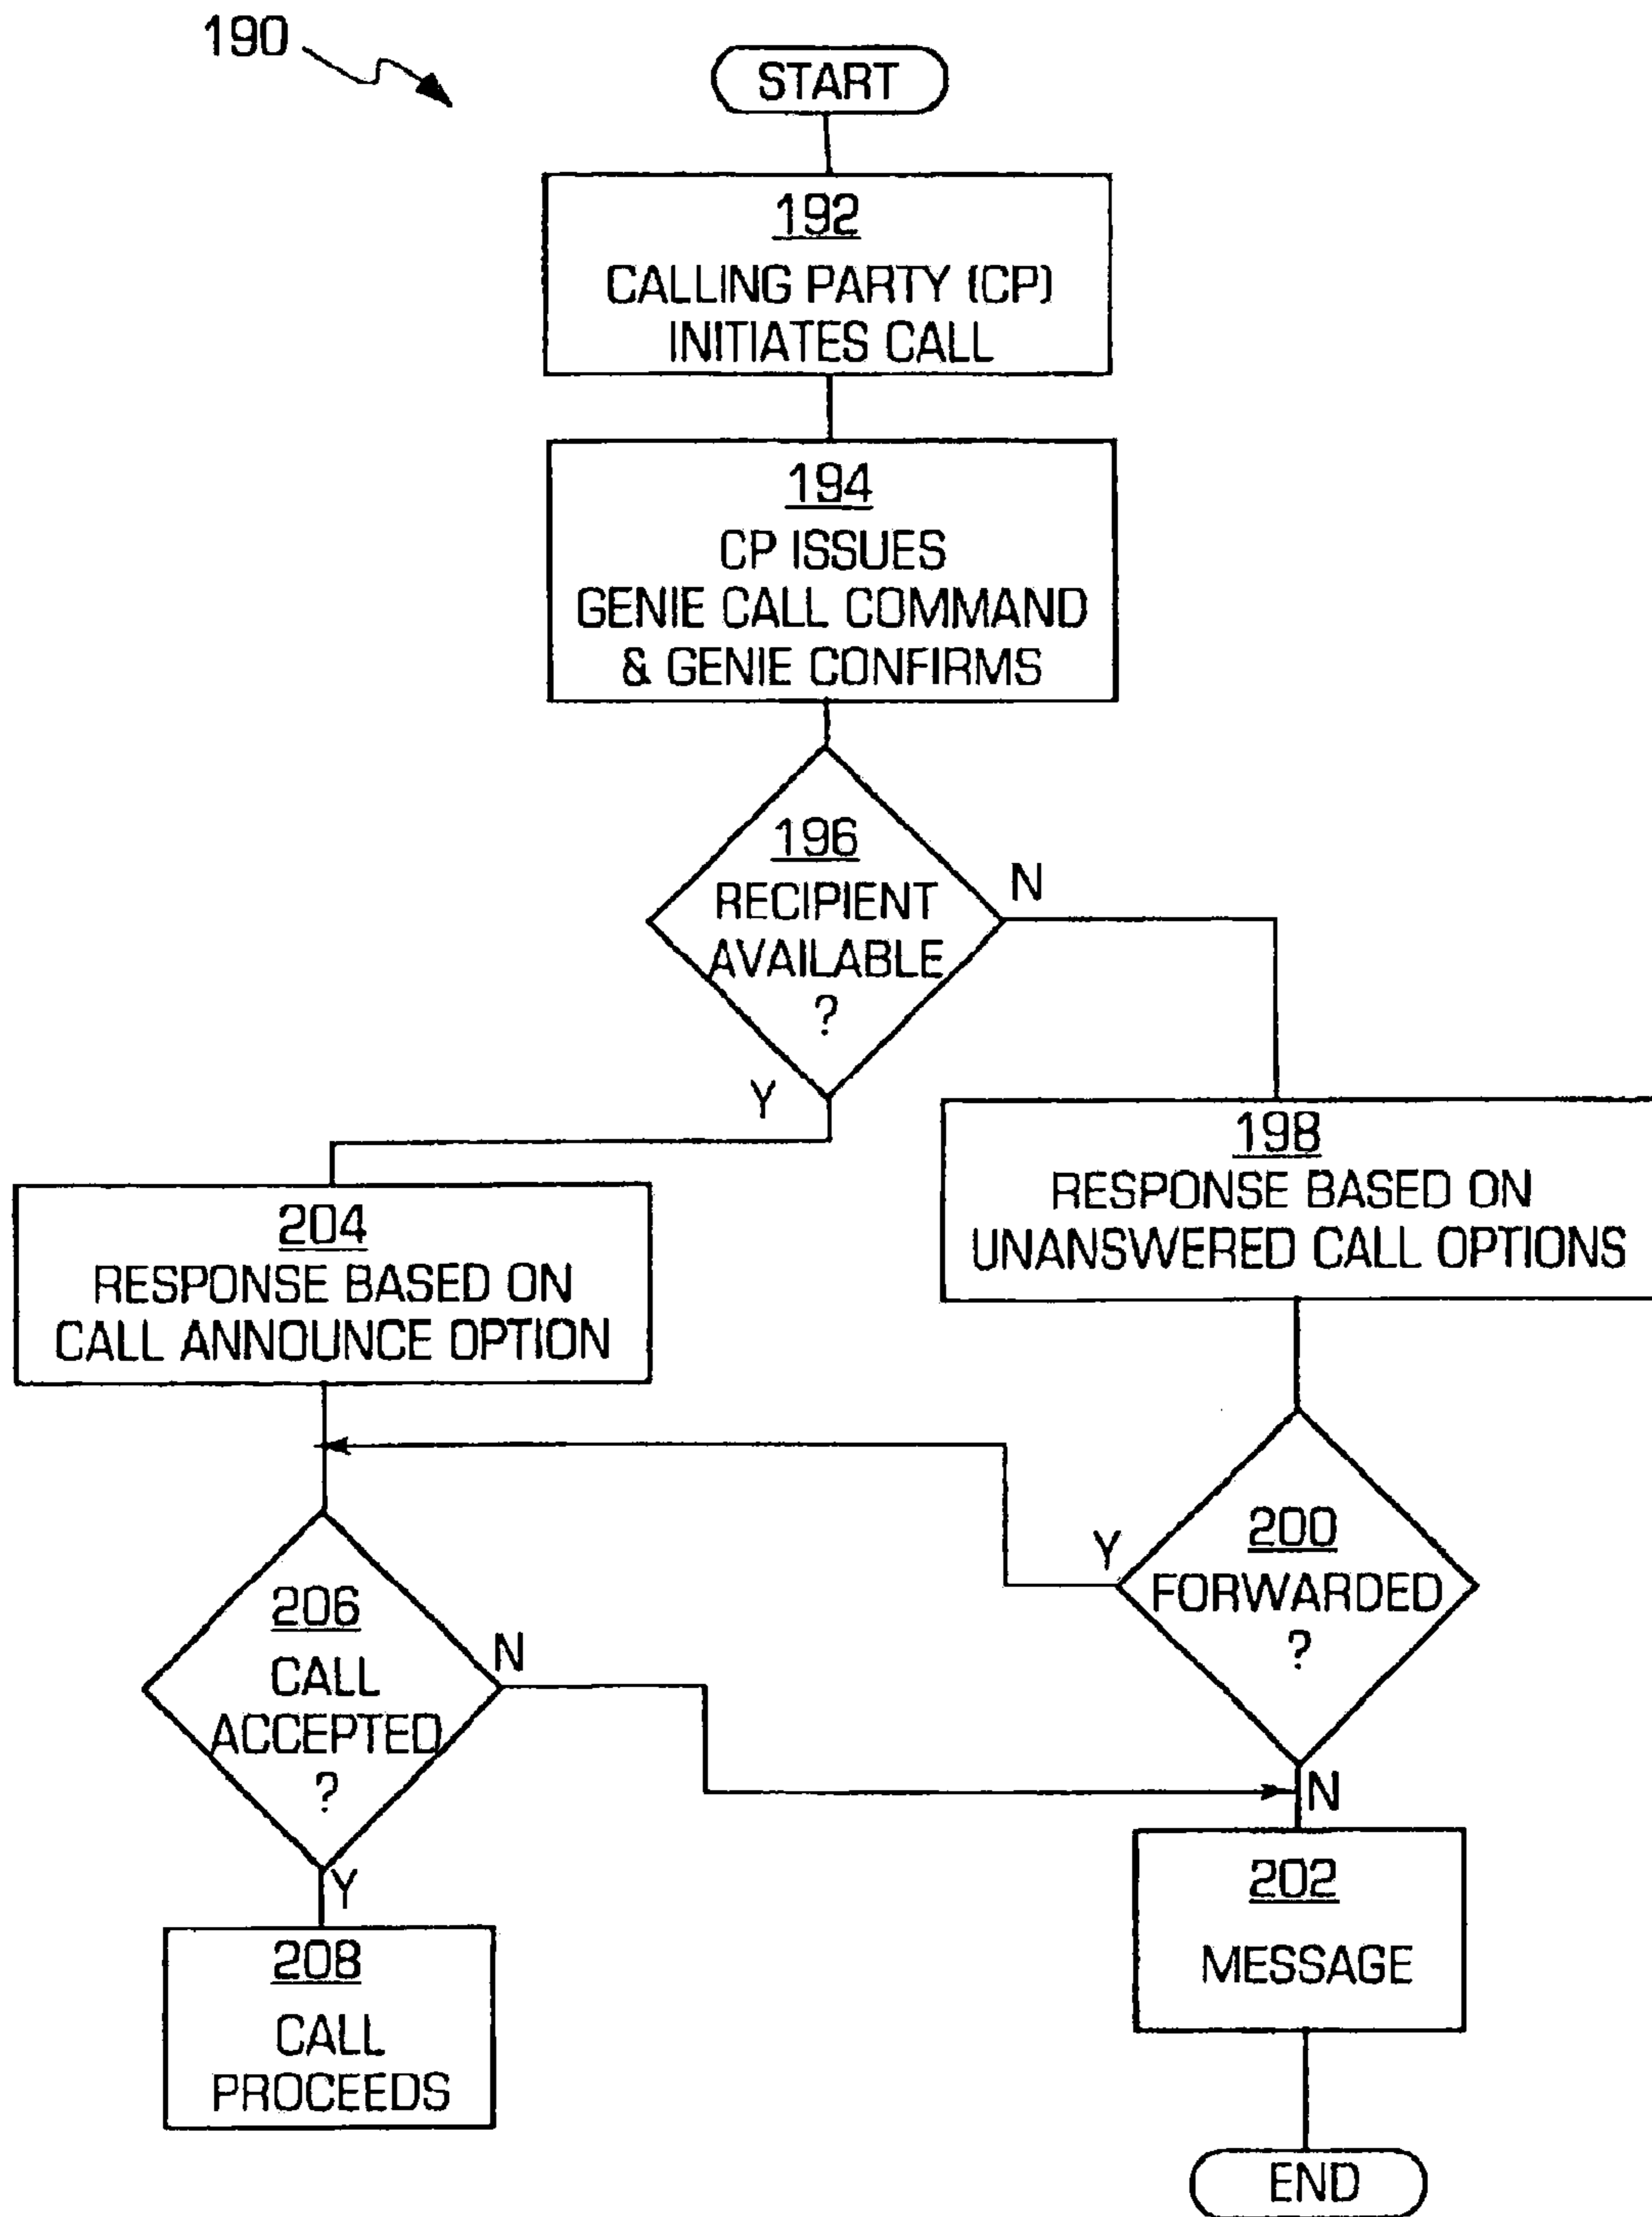 190
START
192
CALLING PARTY (CP)
INITIATES CALL
194
CP ISSUES
GENIE CALL COMMAND
& GENIE CONFIRMS
196
RECIPIENT
AVAILABLE
?
N
Y
198
RESPONSE BASED ON
UNANSWERED CALL OPTIONS
204
RESPONSE BASED ON
CALL ANNOUNCE OPTION
200
FORWARDED
?
Y
N
206
CALL
ACCEPTED
?
N
Y
202
MESSAGE
208
CALL
PROCEEDS
END